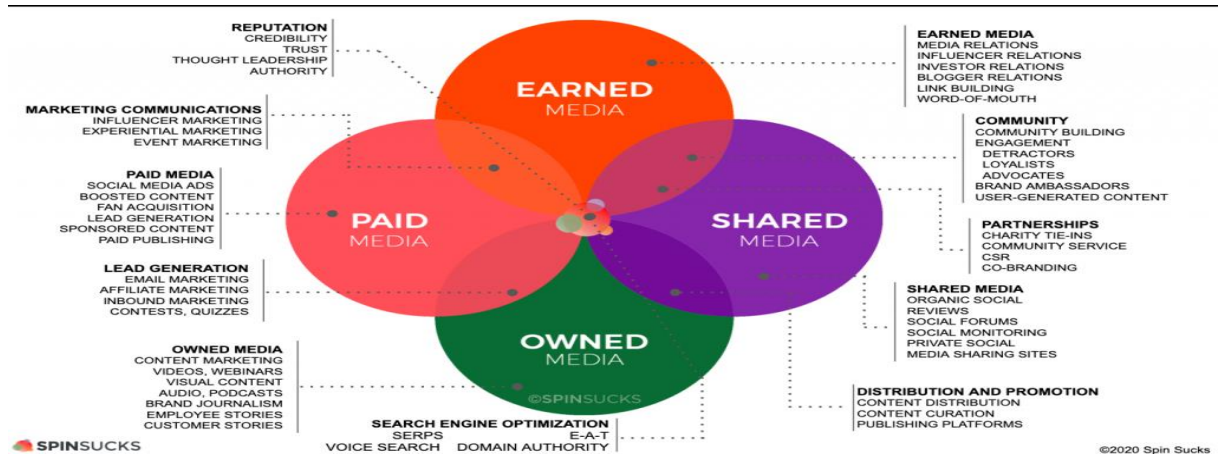 REPUTATION
CREDIBILITY
TRUST
THOUGHT LEADERSHIP
AUTHORITY
MARKETING COMMUNICATIONS
INFLUENCER MARKETING
EXPERIENTIAL MARKETING
EVENT MARKETING
PAID MEDIA
SOCIAL MEDIA ADS
BOOSTED CONTENT
FAN ACQUISITION
LEAD GENERATION
SPONSORED CONTENT
PAID PUBLISHING
LEAD GENERATION
EMAIL MARKETING
AFFILIATE MARKETING
INBOUND MARKETING
CONTESTS, QUIZZES
OWNED MEDIA
CONTENT MARKETING
VIDEOS, WEBINARS
VISUAL CONTENT
AUDIO, PODCASTS
BRAND JOURNALISM
EMPLOYEE STORIES
CUSTOMER STORIES
SPINSUCKS
EARNED
MEDIA
PAID
MEDIA
SHARED
MEDIA
OWNED
MEDIA
©SPINSUCKS
SEARCH ENGINE OPTIMIZATION
SERPS E-A-T
VOICE SEARCH DOMAIN AUTHORITY
EARNED MEDIA
MEDIA RELATIONS
INFLUENCER RELATIONS
INVESTOR RELATIONS
BLOGGER RELATIONS
LINK BUILDING
WORD-OF-MOUTH
COMMUNITY
COMMUNITY BUILDING
ENGAGEMENT
DETRACTORS
LOYALISTS
ADVOCATES
BRAND AMBASSADORS
USER-GENERATED CONTENT
PARTNERSHIPS
CHARITY TIE-INS
COMMUNITY SERVICE
CSR
CO-BRANDING
SHARED MEDIA
ORGANIC SOCIAL
REVIEWS
SOCIAL FORUMS
SOCIAL MONITORING
PRIVATE SOCIAL
MEDIA SHARING SITES
DISTRIBUTION AND PROMOTION
CONTENT DISTRIBUTION
CONTENT CURATION
PUBLISHING PLATFORMS
©2020 Spin Sucks